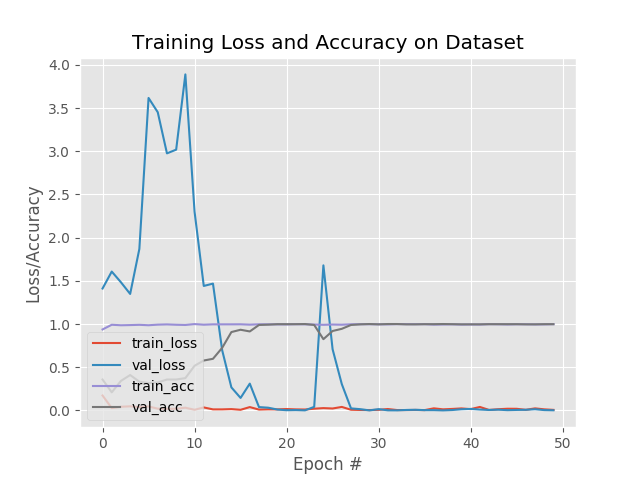 Training Loss and Accuracy on Dataset
Loss/Accuracy
4.0
3.5
3.0
2.5
2.0
1.5
1.0
0.5
0.0
train_loss
val_loss
train_acc
val_acc
0 10 20 30 40 50
Epoch #